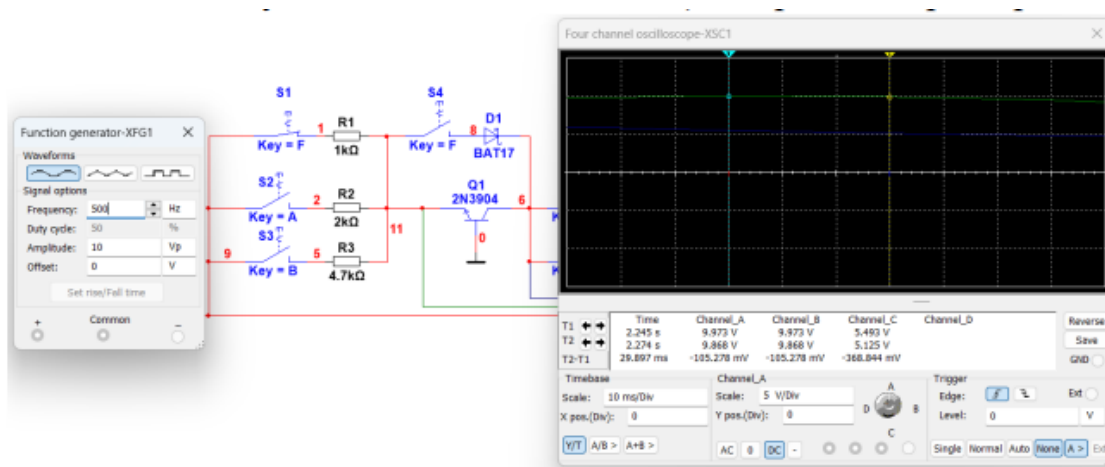 Four channel oscilloscope-XSC1
Function generator-XFG1
Waveforms
Signal options
Frequency: 500 Hz
Duty cycle: 50 %
Amplitude: 10 Vp
Offset: 0 V
Set rise/Fall time
+ Common −
S1
Key = F
1
R1
1kΩ
S4
Key = F
8
D1
BAT17
S2
Key = A
2
R2
2kΩ
Q1
2N3904
6
11
0
9
S3
Key = B
5
R3
4.7kΩ
Time Channel_A Channel_B Channel_C Channel_D
T1 2.245 s 9.973 V 9.973 V 5.493 V
T2 2.274 s 9.868 V 9.868 V 5.125 V
T2-T1 29.897 ms -105.278 mV -105.278 mV -368.844 mV
Reverse
Save
GND
Timebase
Scale: 10 ms/Div
X pos.(Div): 0
Y/T A/B > A+B >
Channel_A
Scale: 5 V/Div
Y pos.(Div): 0
AC 0 DC -
A
B
C
D
Trigger
Edge: Ext
Level: 0 V
Single Normal Auto None A > Ext